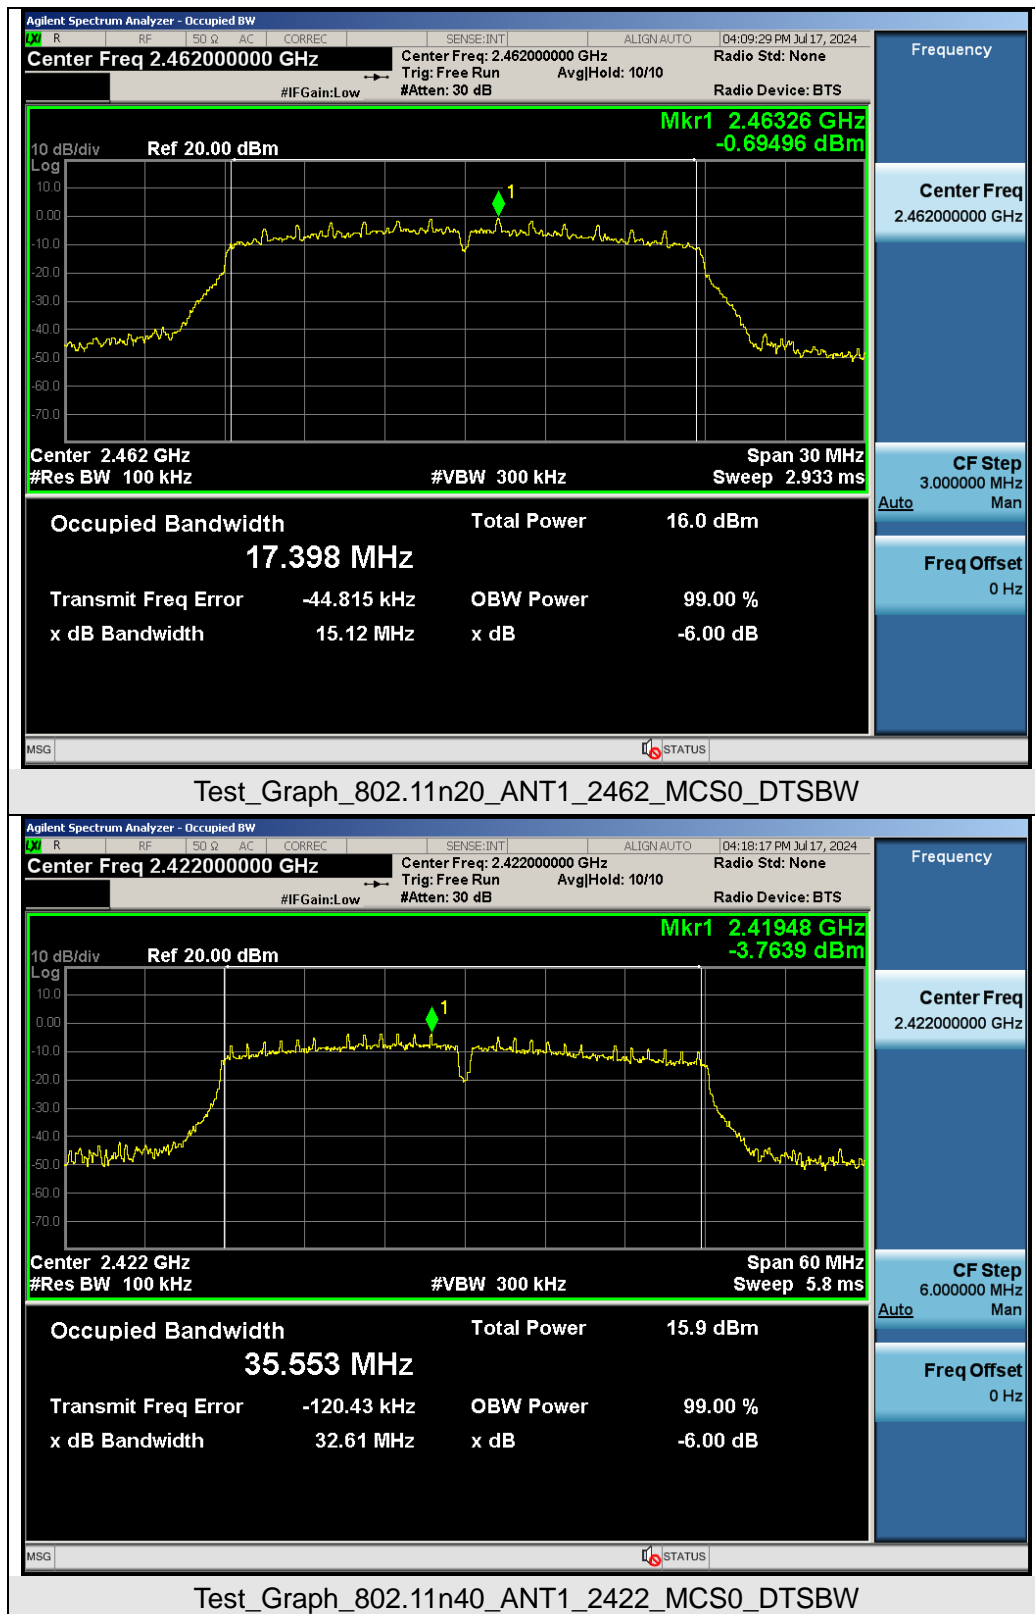 Agilent Spectrum Analyzer - Occupied BW
LXI R RF 50 Ω AC CORREC SENSE:INT ALIGN AUTO 04:09:29 PM Jul 17, 2024
Center Freq 2.462000000 GHz
Center Freq: 2.462000000 GHz Radio Std: None
Trig: Free Run Avg|Hold: 10/10
#IFGain:Low #Atten: 30 dB Radio Device: BTS
Frequency
Mkr1 2.46326 GHz
-0.69496 dBm
10 dB/div Ref 20.00 dBm
Log
10.0
0.00
-10.0
-20.0
-30.0
-40.0
-50.0
-60.0
-70.0
1
Center 2.462 GHz Span 30 MHz
#Res BW 100 kHz #VBW 300 kHz Sweep 2.933 ms
Center Freq
2.462000000 GHz
CF Step
3.000000 MHz
Auto Man
Freq Offset
0 Hz
Occupied Bandwidth Total Power 16.0 dBm
17.398 MHz
Transmit Freq Error -44.815 kHz OBW Power 99.00 %
x dB Bandwidth 15.12 MHz x dB -6.00 dB
MSG STATUS
Test_Graph_802.11n20_ANT1_2462_MCS0_DTSBW
Agilent Spectrum Analyzer - Occupied BW
LXI R RF 50 Ω AC CORREC SENSE:INT ALIGN AUTO 04:18:17 PM Jul 17, 2024
Center Freq 2.422000000 GHz
Center Freq: 2.422000000 GHz Radio Std: None
Trig: Free Run Avg|Hold: 10/10
#IFGain:Low #Atten: 30 dB Radio Device: BTS
Frequency
Mkr1 2.41948 GHz
-3.7639 dBm
10 dB/div Ref 20.00 dBm
Log
10.0
0.00
-10.0
-20.0
-30.0
-40.0
-50.0
-60.0
-70.0
1
Center 2.422 GHz Span 60 MHz
#Res BW 100 kHz #VBW 300 kHz Sweep 5.8 ms
Center Freq
2.422000000 GHz
CF Step
6.000000 MHz
Auto Man
Freq Offset
0 Hz
Occupied Bandwidth Total Power 15.9 dBm
35.553 MHz
Transmit Freq Error -120.43 kHz OBW Power 99.00 %
x dB Bandwidth 32.61 MHz x dB -6.00 dB
MSG STATUS
Test_Graph_802.11n40_ANT1_2422_MCS0_DTSBW